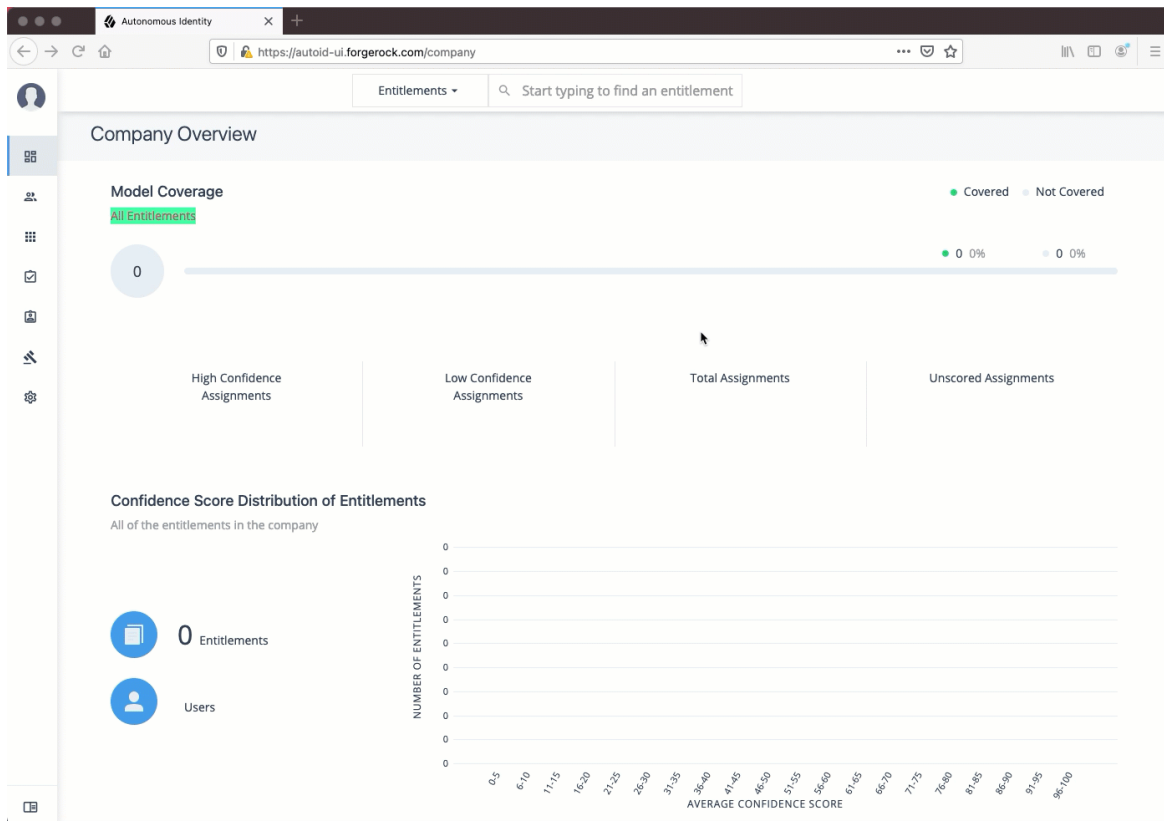 Autonomous Identity
https://autoid-ui.forgerock.com/company
Entitlements
Start typing to find an entitlement
Company Overview
Model Coverage
Covered
Not Covered
All Entitlements
0 0%
0 0%
0
High Confidence
Assignments
Low Confidence
Assignments
Total Assignments
Unscored Assignments
Confidence Score Distribution of Entitlements
All of the entitlements in the company
0 Entitlements
Users
NUMBER OF ENTITLEMENTS
0
0
0
0
0
0
0
0
0
0
0-5
6-10
11-15
16-20
21-25
26-30
31-35
36-40
41-45
46-50
51-55
56-60
61-65
66-70
71-75
76-80
81-85
86-90
91-95
96-100
AVERAGE CONFIDENCE SCORE